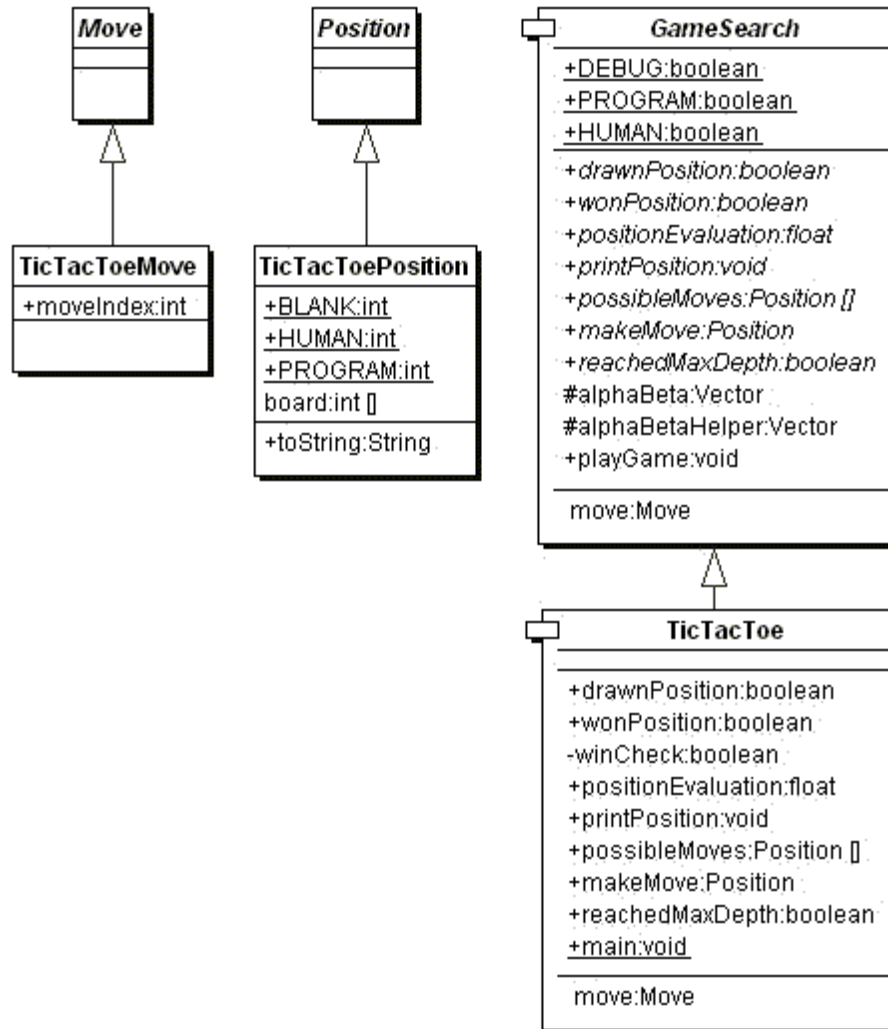 Move
TicTacToeMove
+moveIndex:int
Position
TicTacToePosition
+BLANK:int
+HUMAN:int
+PROGRAM:int
board:int []
+toString:String
GameSearch
+DEBUG:boolean
+PROGRAM:boolean
+HUMAN:boolean
+drawnPosition:boolean
+wonPosition:boolean
+positionEvaluation:float
+printPosition:void
+possibleMoves:Position []
+makeMove:Position
+reachedMaxDepth:boolean
#alphaBeta:Vector
#alphaBetaHelper:Vector
+playGame:void
move:Move
TicTacToe
+drawnPosition:boolean
+wonPosition:boolean
-winCheck:boolean
+positionEvaluation:float
+printPosition:void
+possibleMoves:Position []
+makeMove:Position
+reachedMaxDepth:boolean
+main:void
move:Move